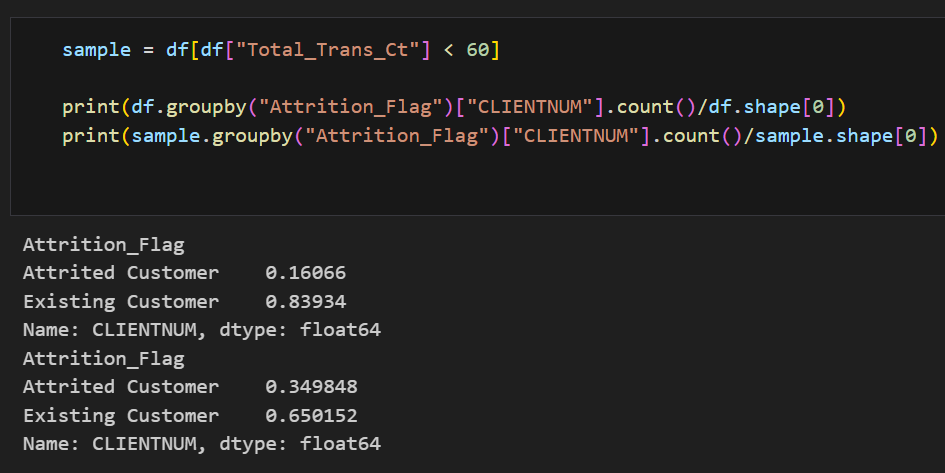 sample = df[df["Total_Trans_Ct"] < 60]
print(df.groupby("Attrition_Flag")["CLIENTNUM"].count()/df.shape[0])
print(sample.groupby("Attrition_Flag")["CLIENTNUM"].count()/sample.shape[0])
Attrition_Flag
Attrited Customer    0.16066
Existing Customer    0.83934
Name: CLIENTNUM, dtype: float64
Attrition_Flag
Attrited Customer    0.349848
Existing Customer    0.650152
Name: CLIENTNUM, dtype: float64